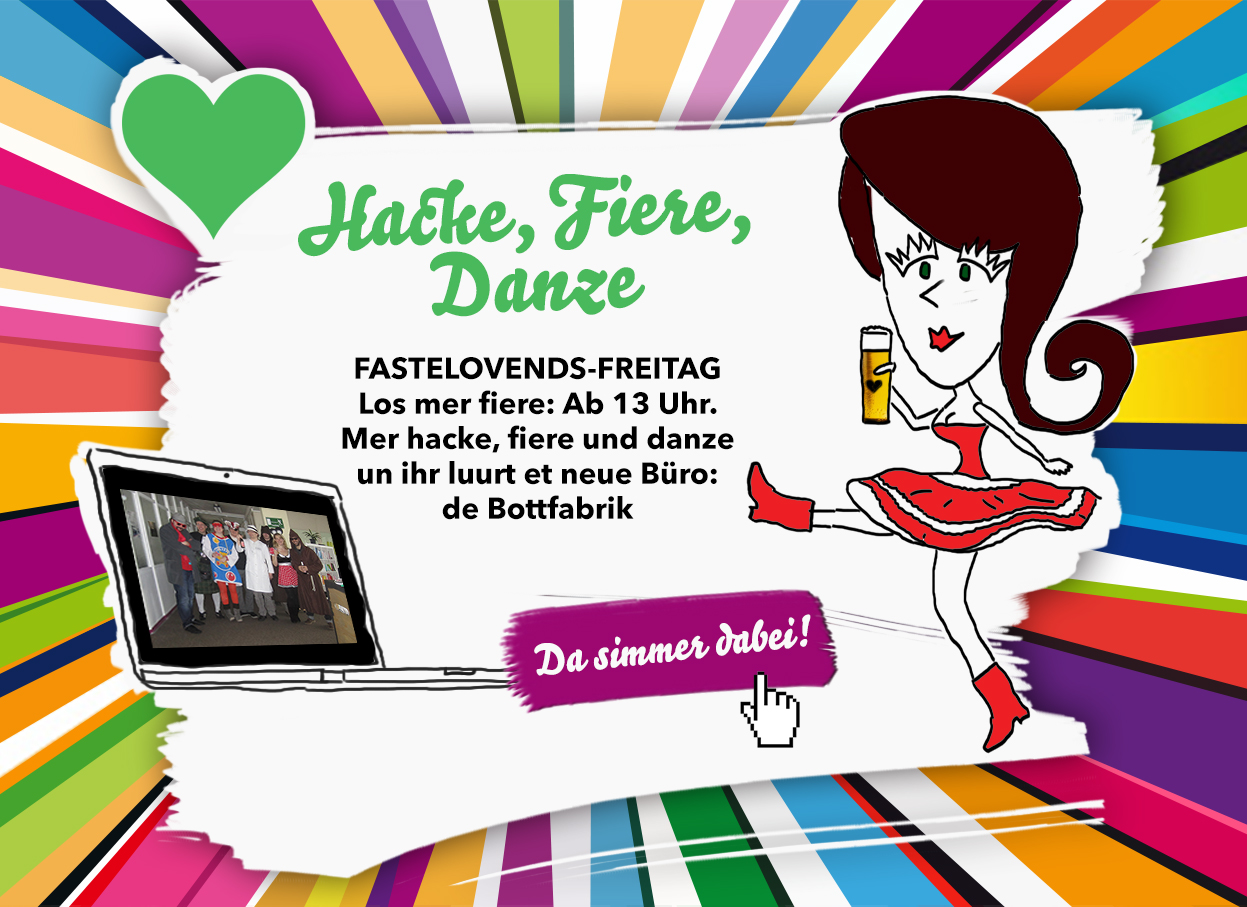 Hacke, Fiere,
Danze
FASTELOVENDS-FREITAG
Los mer fiere: Ab 13 Uhr.
Mer hacke, fiere und danze
un ihr luurt et neue Büro:
de Bottfabrik
Da simmer dabei!